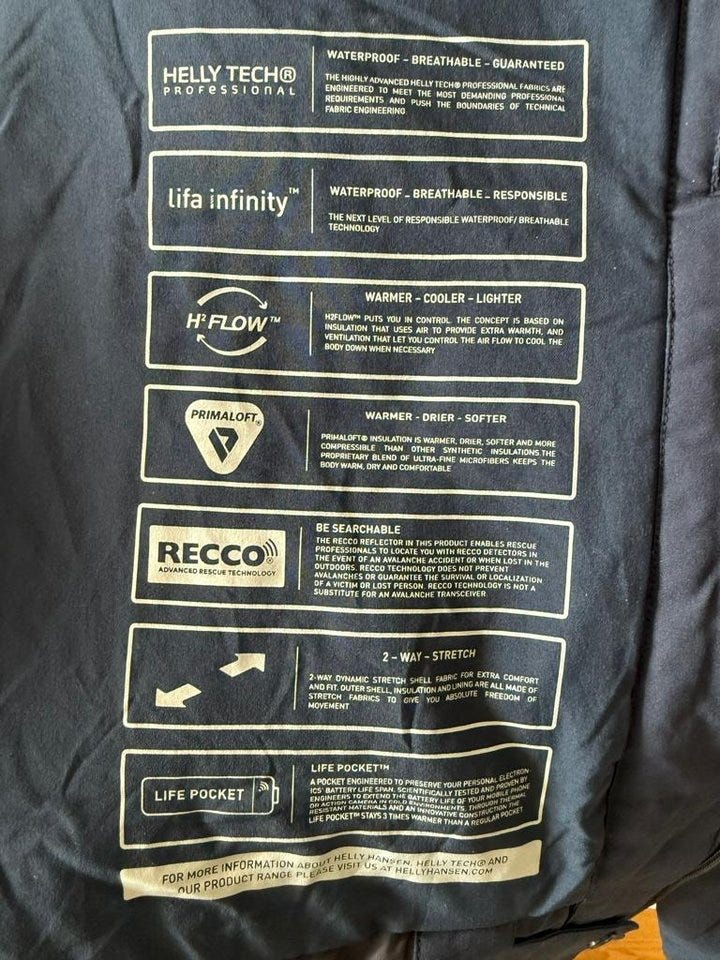 HELLY TECH®
PROFESSIONAL
WATERPROOF – BREATHABLE – GUARANTEED
THE HIGHLY ADVANCED HELLY TECH® PROFESSIONAL FABRICS ARE
ENGINEERED TO MEET THE MOST DEMANDING PROFESSIONAL
REQUIREMENTS AND PUSH THE BOUNDARIES OF TECHNICAL
FABRIC ENGINEERING
lifa infinity™
WATERPROOF – BREATHABLE – RESPONSIBLE
THE NEXT LEVEL OF RESPONSIBLE WATERPROOF/ BREATHABLE
TECHNOLOGY
H² FLOW™
WARMER – COOLER – LIGHTER
H2FLOW™ PUTS YOU IN CONTROL. THE CONCEPT IS BASED ON
INSULATION THAT USES AIR TO PROVIDE EXTRA WARMTH, AND
VENTILATION THAT LET YOU CONTROL THE AIR FLOW TO COOL THE
BODY DOWN WHEN NECESSARY
PRIMALOFT®
WARMER – DRIER – SOFTER
PRIMALOFT® INSULATION IS WARMER, DRIER, SOFTER AND MORE
COMPRESSIBLE THAN OTHER SYNTHETIC INSULATIONS.THE
PROPRIETARY BLEND OF ULTRA-FINE MICROFIBERS KEEPS THE
BODY WARM, DRY AND COMFORTABLE
RECCO
ADVANCED RESCUE TECHNOLOGY
BE SEARCHABLE
THE RECCO REFLECTOR IN THIS PRODUCT ENABLES RESCUE
PROFESSIONALS TO LOCATE YOU WITH RECCO DETECTORS IN
THE EVENT OF AN AVALANCHE ACCIDENT OR WHEN LOST IN THE
OUTDOORS. RECCO TECHNOLOGY DOES NOT PREVENT
AVALANCHES OR GUARANTEE THE SURVIVAL OR LOCALIZATION
OF A VICTIM OR LOST PERSON. RECCO TECHNOLOGY IS NOT A
SUBSTITUTE FOR AN AVALANCHE TRANSCEIVER.
2 – WAY – STRETCH
2-WAY DYNAMIC STRETCH SHELL FABRIC FOR EXTRA COMFORT
AND FIT. OUTER SHELL, INSULATION AND LINING ARE ALL MADE OF
STRETCH FABRICS TO GIVE YOU ABSOLUTE FREEDOM OF
MOVEMENT
LIFE POCKET
LIFE POCKET™
A POCKET ENGINEERED TO PRESERVE YOUR PERSONAL ELECTRON-
ICS' BATTERY LIFE SPAN. SCIENTIFICALLY TESTED AND PROVEN BY
ENGINEERS TO EXTEND THE BATTERY LIFE OF YOUR MOBILE PHONE
OR ACTION CAMERA IN COLD ENVIRONMENTS. THROUGH THERMAL
RESISTANT MATERIALS AND AN INNOVATIVE CONSTRUCTION THE
LIFE POCKET™ STAYS 3 TIMES WARMER THAN A REGULAR POCKET
FOR MORE INFORMATION ABOUT HELLY HANSEN, HELLY TECH® AND
OUR PRODUCT RANGE PLEASE VISIT US AT HELLYHANSEN.COM